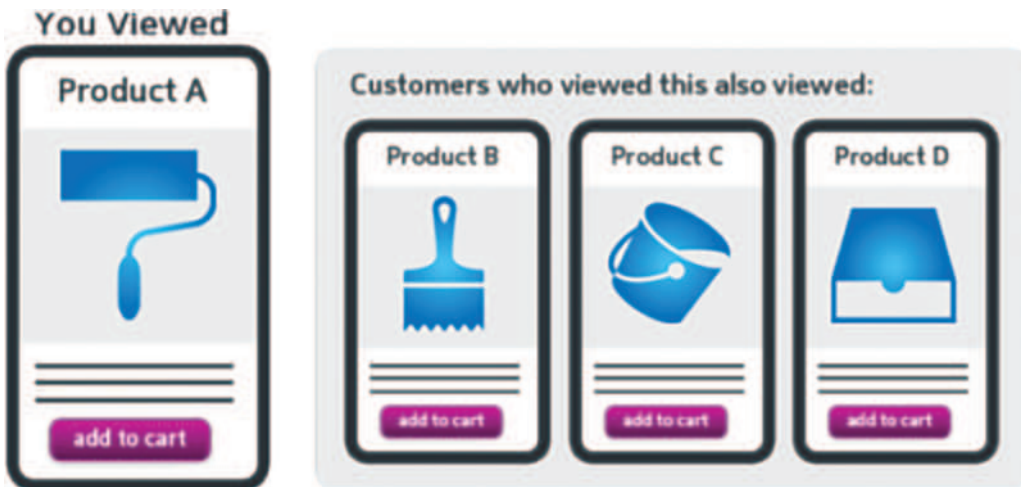 You Viewed
Product A
add to cart
Customers who viewed this also viewed:
Product B
add to cart
Product C
add to cart
Product D
add to cart